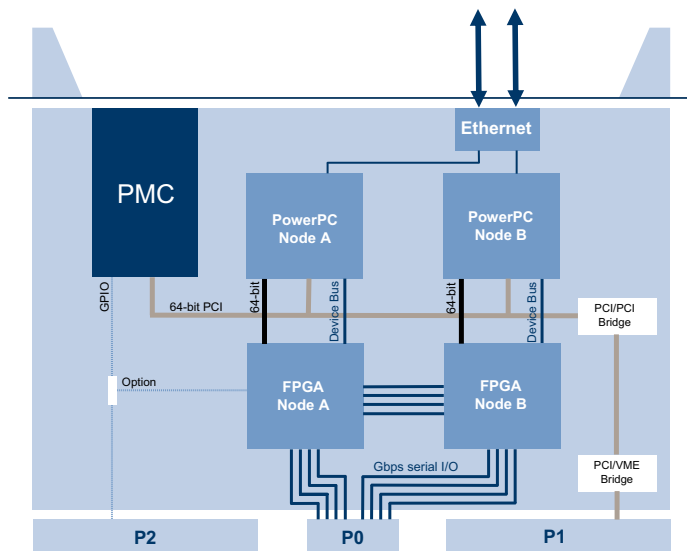 Ethernet
PMC
PowerPC
Node A
PowerPC
Node B
GPIO
64-bit PCI
64-bit
Device Bus
64-bit
Device Bus
PCI/PCI
Bridge
Option
FPGA
Node A
FPGA
Node B
Gbps serial I/O
PCI/VME
Bridge
P2
P0
P1